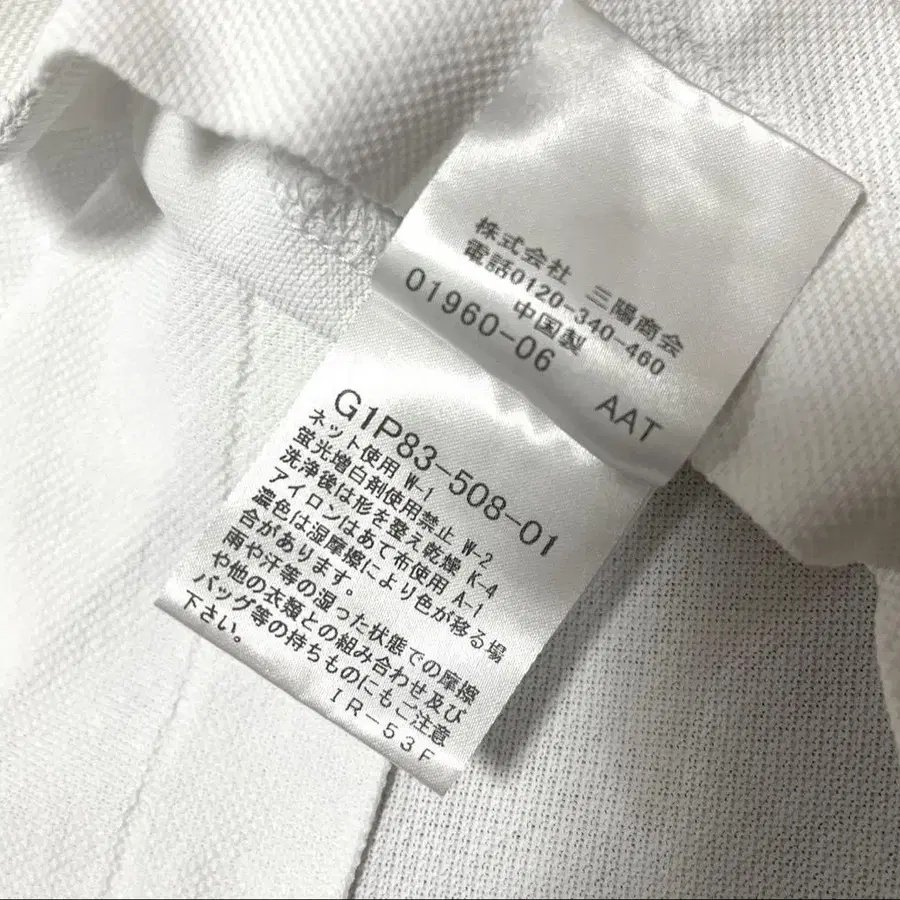 株式会社 三陽商会
電話0120-340-460
中国製
01960-06 AAT
G1P83-508-01
ネット使用 W-1
蛍光増白剤使用禁止 W-2
洗浄後は形を整え乾燥 K-4
アイロンはあて布使用 A-1
濃色は湿摩擦により色が移る場
合があります。
雨や汗等の湿った状態での摩擦
や他の衣類との組み合わせ及び
バッグ等の持ちものにもご注意
下さい。
IR-53F